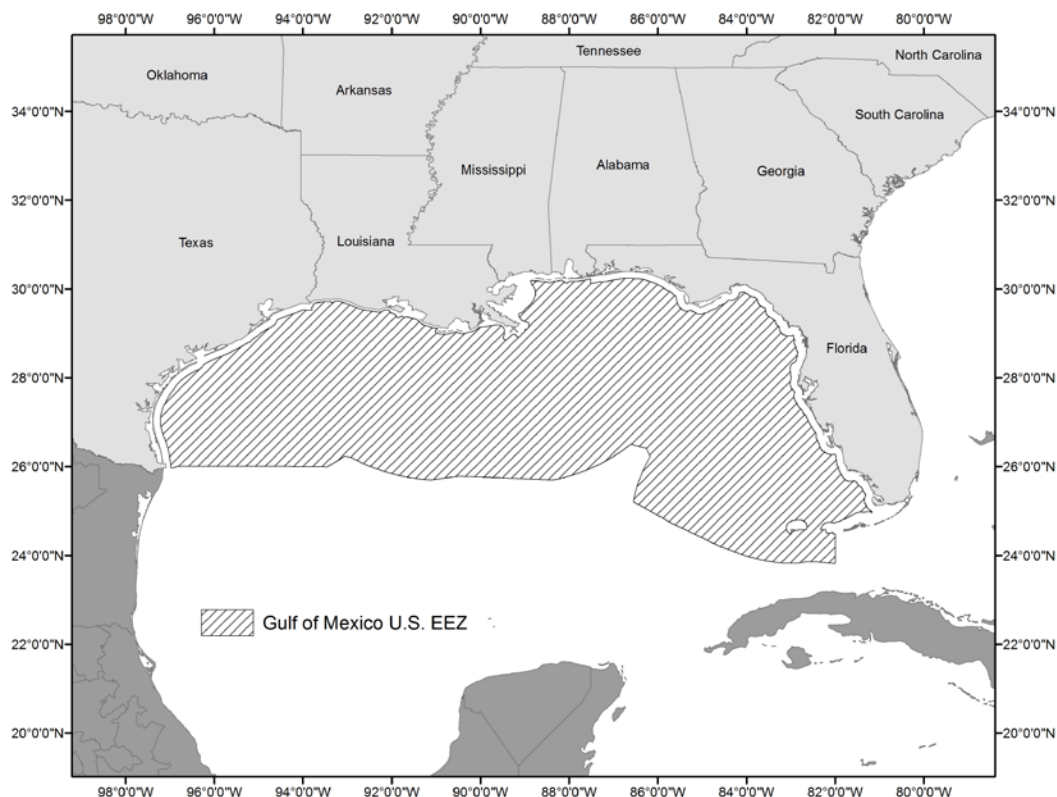 98°0'0"W 96°0'0"W 94°0'0"W 92°0'0"W 90°0'0"W 88°0'0"W 86°0'0"W 84°0'0"W 82°0'0"W 80°0'0"W
Tennessee
North Carolina
Oklahoma
Arkansas
34°0'0"N 34°0'0"N
South Carolina
Mississippi
Alabama
Georgia
32°0'0"N 32°0'0"N
Texas
Louisiana
30°0'0"N 30°0'0"N
Florida
28°0'0"N 28°0'0"N
26°0'0"N 26°0'0"N
24°0'0"N 24°0'0"N
Gulf of Mexico U.S. EEZ
22°0'0"N 22°0'0"N
20°0'0"N 20°0'0"N
98°0'0"W 96°0'0"W 94°0'0"W 92°0'0"W 90°0'0"W 88°0'0"W 86°0'0"W 84°0'0"W 82°0'0"W 80°0'0"W